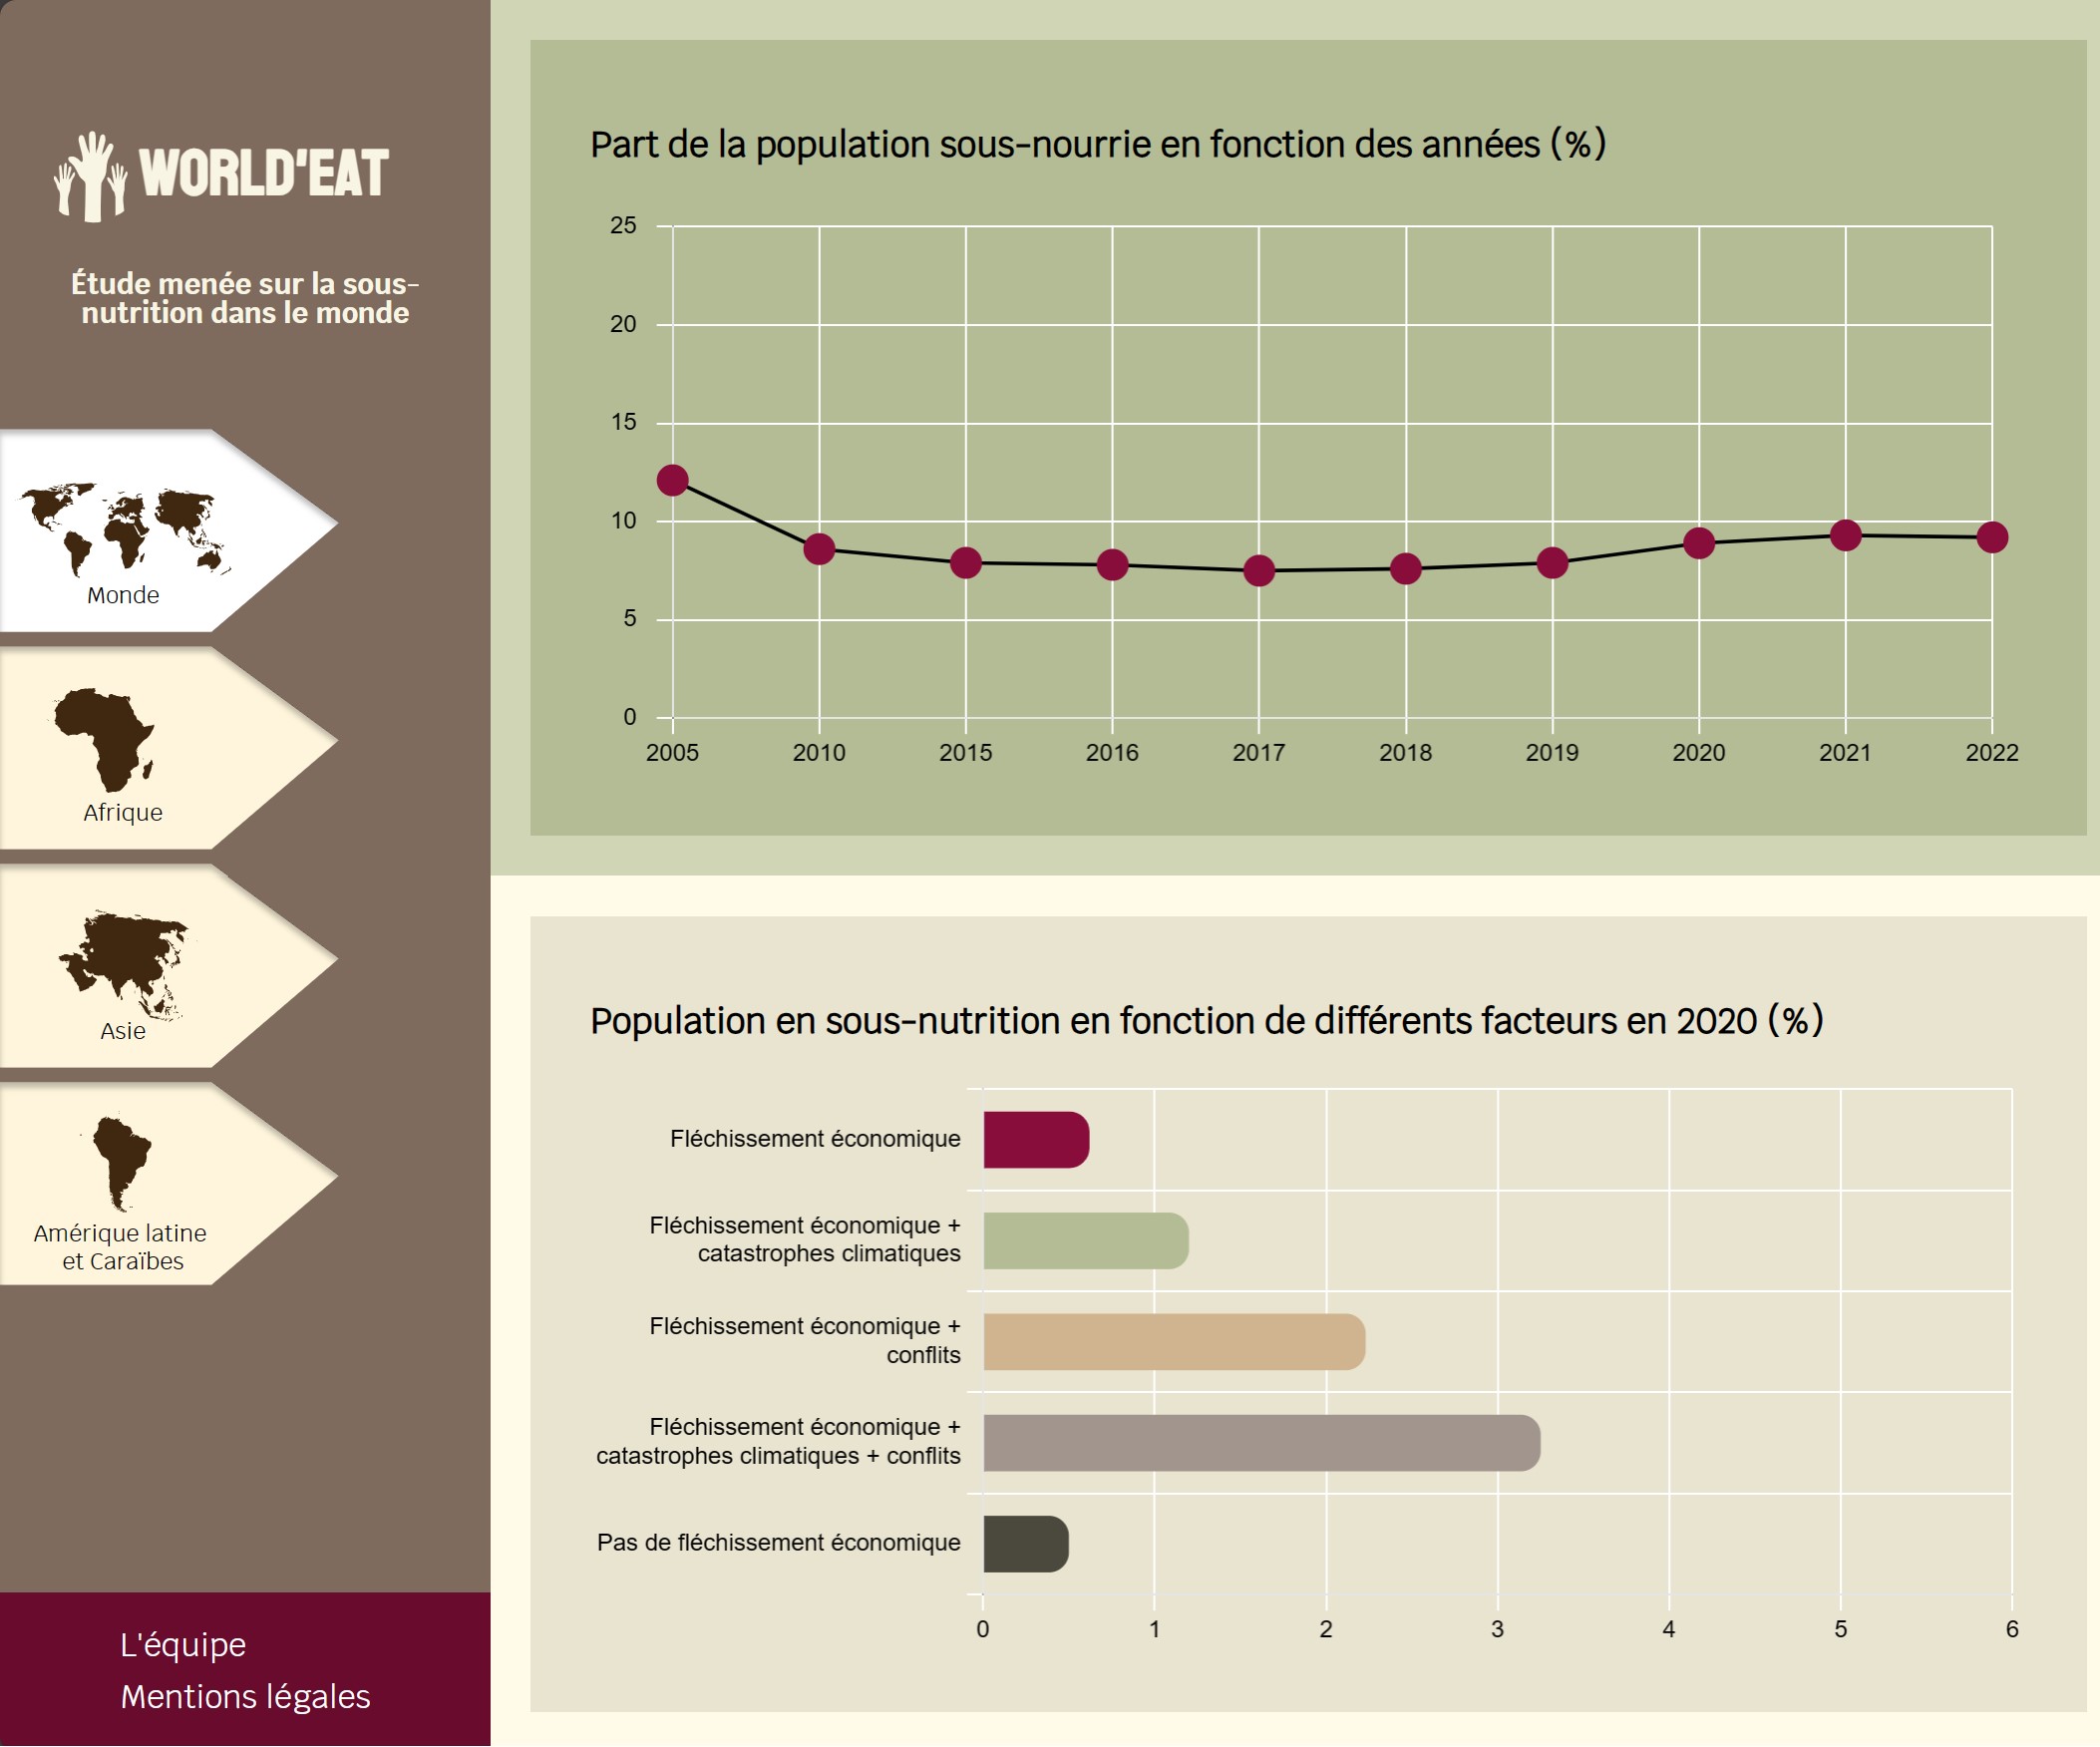 WORLD'EAT
Étude menée sur la sous-
nutrition dans le monde
Monde
Afrique
Asie
Amérique latine
et Caraïbes
L'équipe
Mentions légales
Part de la population sous-nourrie en fonction des années (%)
25
20
15
10
5
0
2005 2010 2015 2016 2017 2018 2019 2020 2021 2022
Population en sous-nutrition en fonction de différents facteurs en 2020 (%)
Fléchissement économique
Fléchissement économique +
catastrophes climatiques
Fléchissement économique +
conflits
Fléchissement économique +
catastrophes climatiques + conflits
Pas de fléchissement économique
0 1 2 3 4 5 6